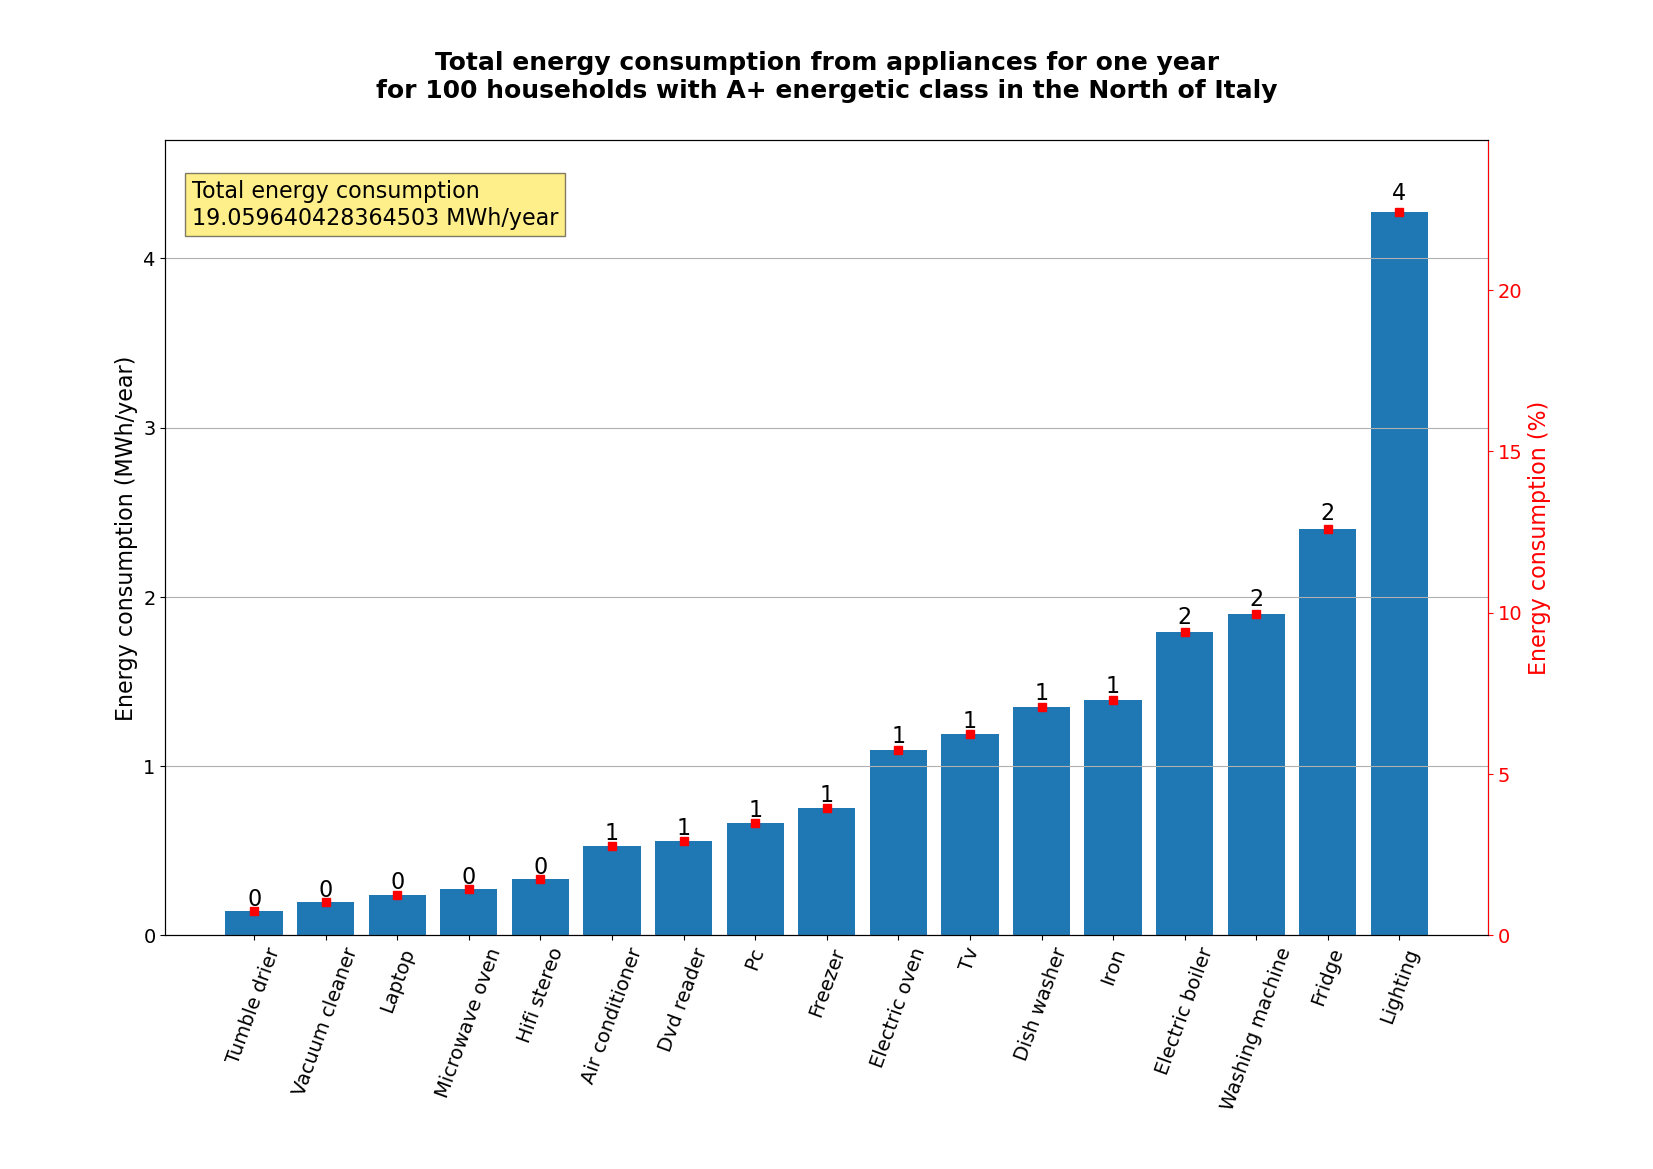 Total energy consumption from appliances for one year
for 100 households with A+ energetic class in the North of Italy
Total energy consumption
19.059640428364503 MWh/year
Energy consumption (MWh/year)
4
3
2
1
0
0
0
0
0
0
1
1
1
1
1
1
1
1
2
2
2
4
20
15
10
5
0
Energy consumption (%)
Tumble drier
Vacuum cleaner
Laptop
Microwave oven
Hifi stereo
Air conditioner
Dvd reader
Pc
Freezer
Electric oven
Tv
Dish washer
Iron
Electric boiler
Washing machine
Fridge
Lighting